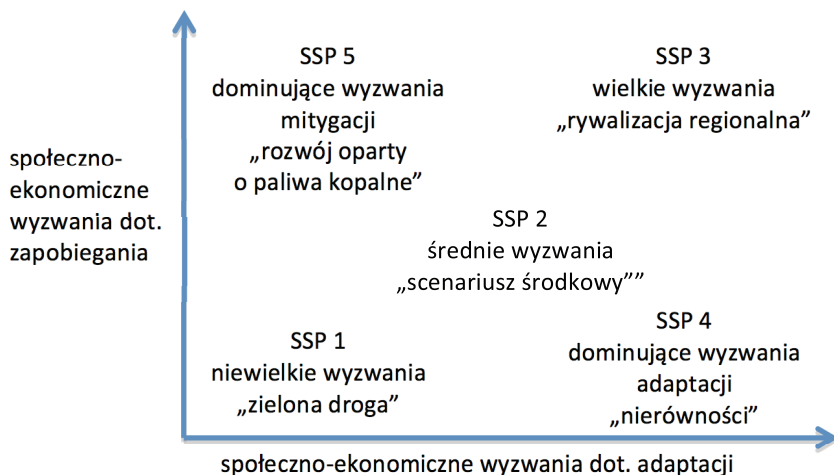 SSP 5
dominujące wyzwania
mitygacji
„rozwój oparty
o paliwa kopalne”
SSP 3
wielkie wyzwania
„rywalizacja regionalna”
społeczno-
ekonomiczne
wyzwania dot.
zapobiegania
SSP 2
średnie wyzwania
„scenariusz środkowy””
SSP 1
niewielkie wyzwania
„zielona droga”
SSP 4
dominujące wyzwania
adaptacji
„nierówności”
społeczno-ekonomiczne wyzwania dot. adaptacji